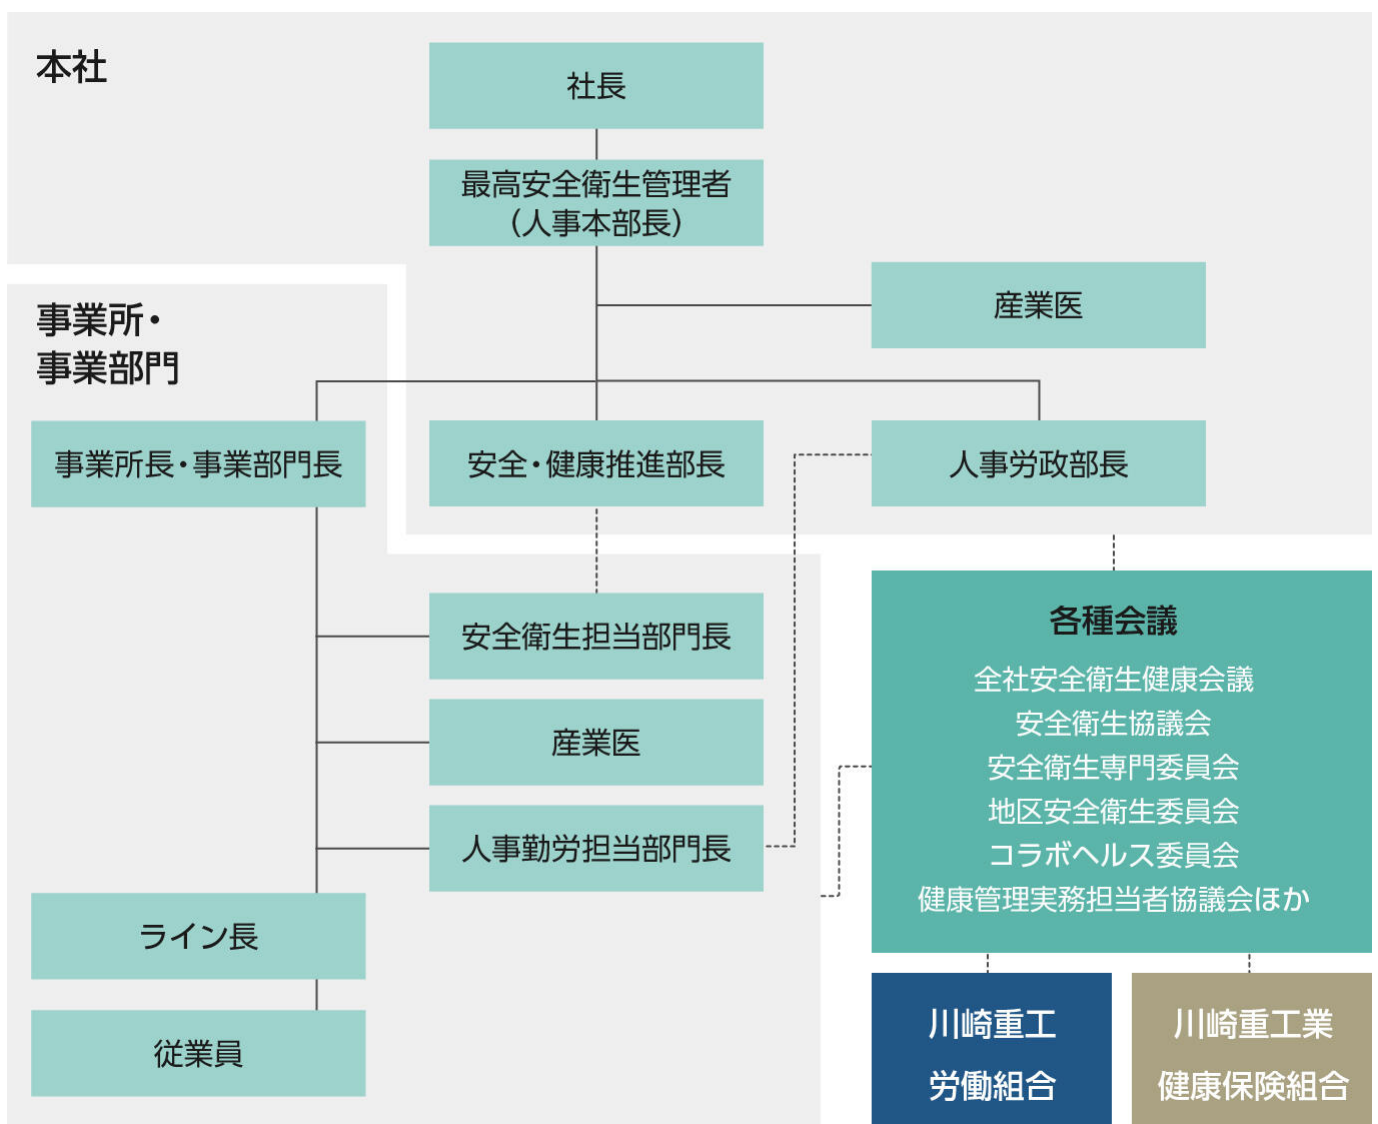 本社
社長
最高安全衛生管理者
（人事本部長）
産業医
事業所・
事業部門
事業所長・事業部門長
安全・健康推進部長
人事労政部長
安全衛生担当部門長
産業医
人事勤労担当部門長
ライン長
従業員
各種会議
全社安全衛生健康会議
安全衛生協議会
安全衛生専門委員会
地区安全衛生委員会
コラボヘルス委員会
健康管理実務担当者協議会ほか
川崎重工
労働組合
川崎重工業
健康保険組合